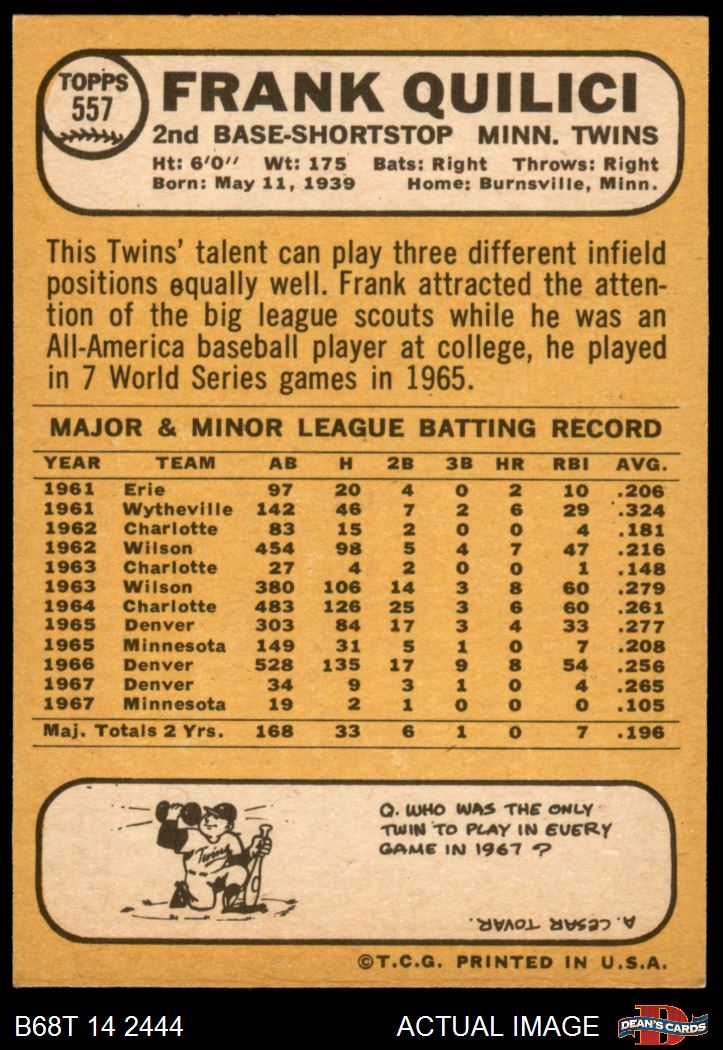 TOPPS
557
FRANK QUILICI
2nd BASE-SHORTSTOP MINN. TWINS
Ht: 6'0" Wt: 175 Bats: Right Throws: Right
Born: May 11, 1939 Home: Burnsville, Minn.
This Twins' talent can play three different infield
positions equally well. Frank attracted the atten-
tion of the big league scouts while he was an
All-America baseball player at college, he played
in 7 World Series games in 1965.
MAJOR & MINOR LEAGUE BATTING RECORD
YEAR TEAM AB H 2B 3B HR RBI AVG.
1961 Erie 97 20 4 0 2 10 .206
1961 Wytheville 142 46 7 2 6 29 .324
1962 Charlotte 83 15 2 0 0 4 .181
1962 Wilson 454 98 5 4 7 47 .216
1963 Charlotte 27 4 2 0 0 1 .148
1963 Wilson 380 106 14 3 8 60 .279
1964 Charlotte 483 126 25 3 6 60 .261
1965 Denver 303 84 17 3 4 33 .277
1965 Minnesota 149 31 5 1 0 7 .208
1966 Denver 528 135 17 9 8 54 .256
1967 Denver 34 9 3 1 0 4 .265
1967 Minnesota 19 2 1 0 0 0 .105
Maj. Totals 2 Yrs. 168 33 6 1 0 7 .196
Twins
Q. WHO WAS THE ONLY
TWIN TO PLAY IN EVERY
GAME IN 1967 ?
A. CESAR TOVAR.
©T.C.G. PRINTED IN U.S.A.
B68T 14 2444
ACTUAL IMAGE
D
DEAN'S CARDS